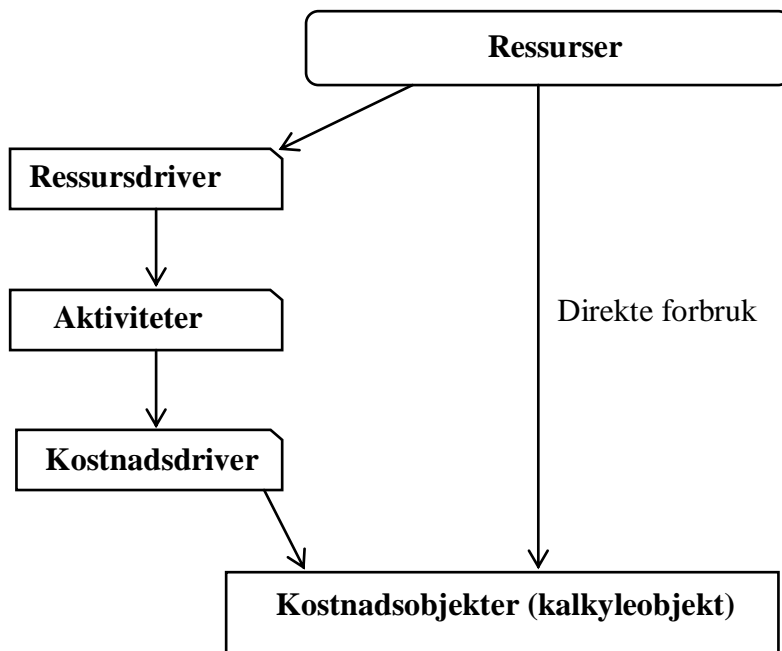 Ressurser
Ressursdriver
Aktiviteter
Direkte forbruk
Kostnadsdriver
Kostnadsobjekter (kalkyleobjekt)